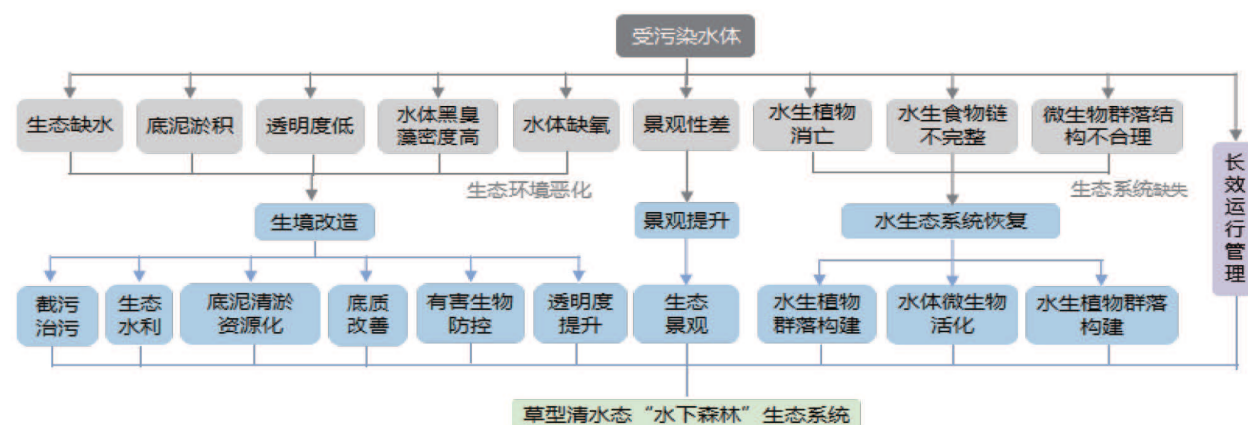 受污染水体
生态缺水
底泥淤积
透明度低
水体黑臭
藻密度高
水体缺氧
景观性差
水生植物
消亡
水生食物链
不完整
微生物群落结
构不合理
长效运行管理
生态环境恶化
生态系统缺失
生境改造
景观提升
水生态系统恢复
截污
治污
生态
水利
底泥清淤
资源化
底质
改善
有害生物
防控
透明度
提升
生态
景观
水生植物
群落构建
水体微生物
活化
水生植物群落
构建
草型清水态“水下森林”生态系统